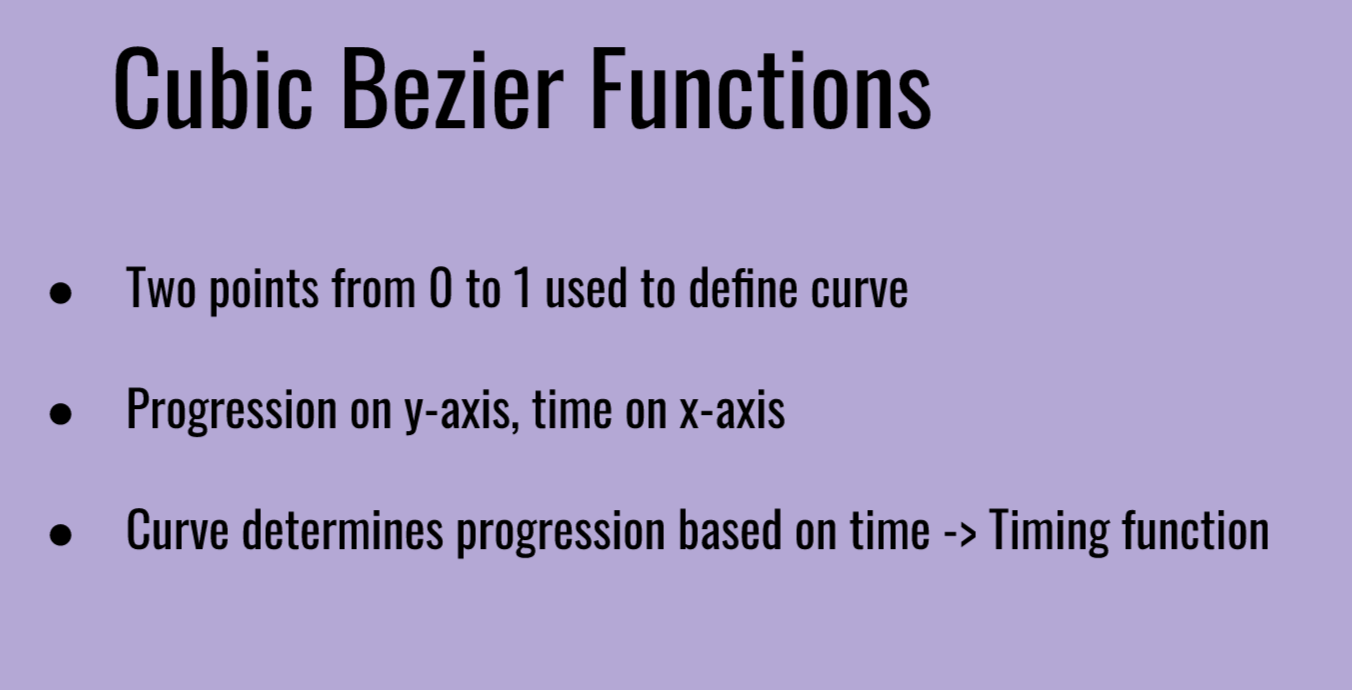 Cubic Bezier Functions
● Two points from 0 to 1 used to define curve
● Progression on y-axis, time on x-axis
● Curve determines progression based on time -> Timing function